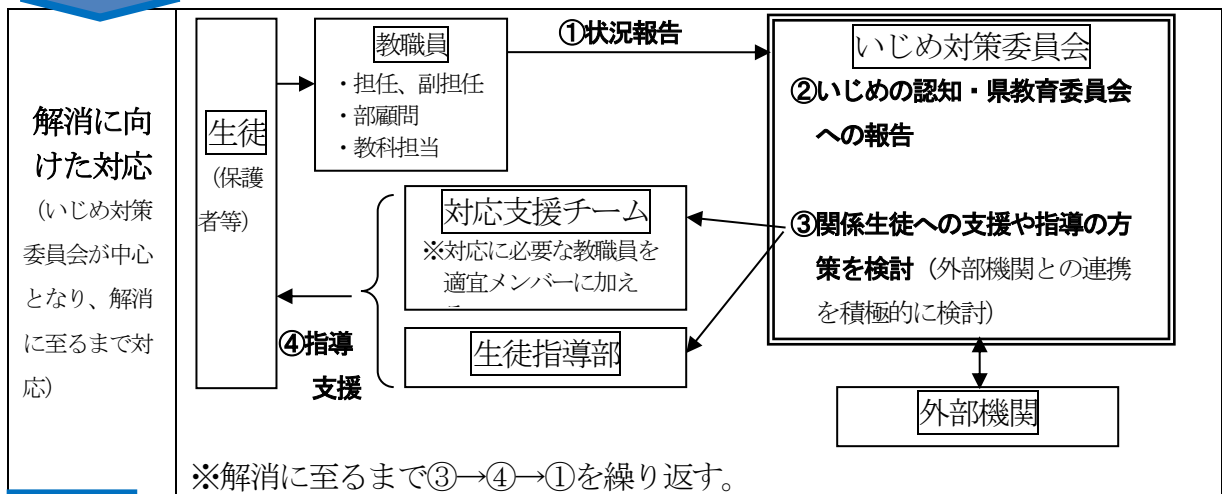 解消に向
けた対応
（いじめ対策
委員会が中心
となり、解消
に至るまで対
応）
生徒
（保護
者等）
教職員
・担任、副担任
・部顧問
・教科担当
①状況報告
いじめ対策委員会
②いじめの認知・県教育委員会
への報告
③関係生徒への支援や指導の方
策を検討（外部機関との連携
を積極的に検討）
対応支援チーム
※対応に必要な教職員を
適宜メンバーに加え
生徒指導部
④指導
支援
外部機関
※解消に至るまで③→④→①を繰り返す。